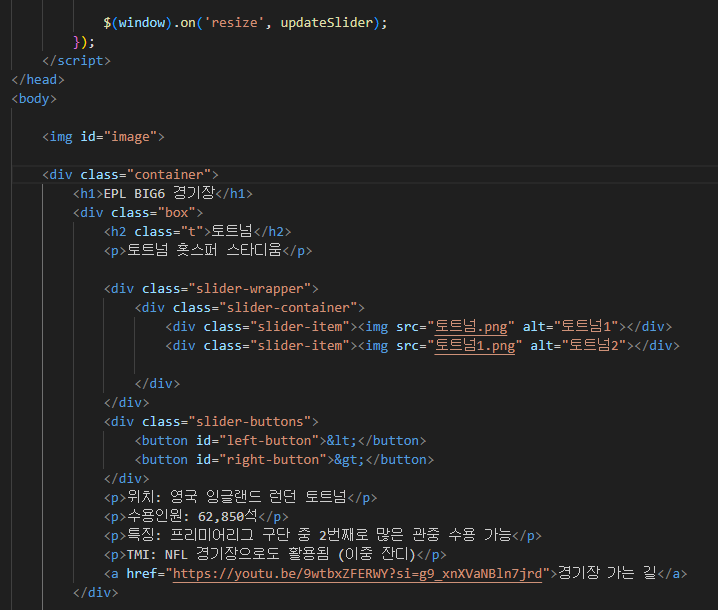 $(window).on('resize', updateSlider);
});
</script>
</head>
<body>
<img id="image">
<div class="container">
<h1>EPL BIG6 경기장</h1>
<div class="box">
<h2 class="t">토트넘</h2>
<p>토트넘 홋스퍼 스타디움</p>
<div class="slider-wrapper">
<div class="slider-container">
<div class="slider-item"><img src="토트넘.png" alt="토트넘1"></div>
<div class="slider-item"><img src="토트넘1.png" alt="토트넘2"></div>
</div>
</div>
<div class="slider-buttons">
<button id="left-button">&lt;</button>
<button id="right-button">&gt;</button>
</div>
<p>위치: 영국 잉글랜드 런던 토트넘</p>
<p>수용인원: 62,850석</p>
<p>특징: 프리미어리그 구단 중 2번째로 많은 관중 수용 가능</p>
<p>TMI: NFL 경기장으로도 활용됨 (이중 잔디)</p>
<a href="https://youtu.be/9wtbxZFERWY?si=g9_xnXVaNBln7jrd">경기장 가는 길</a>
</div>